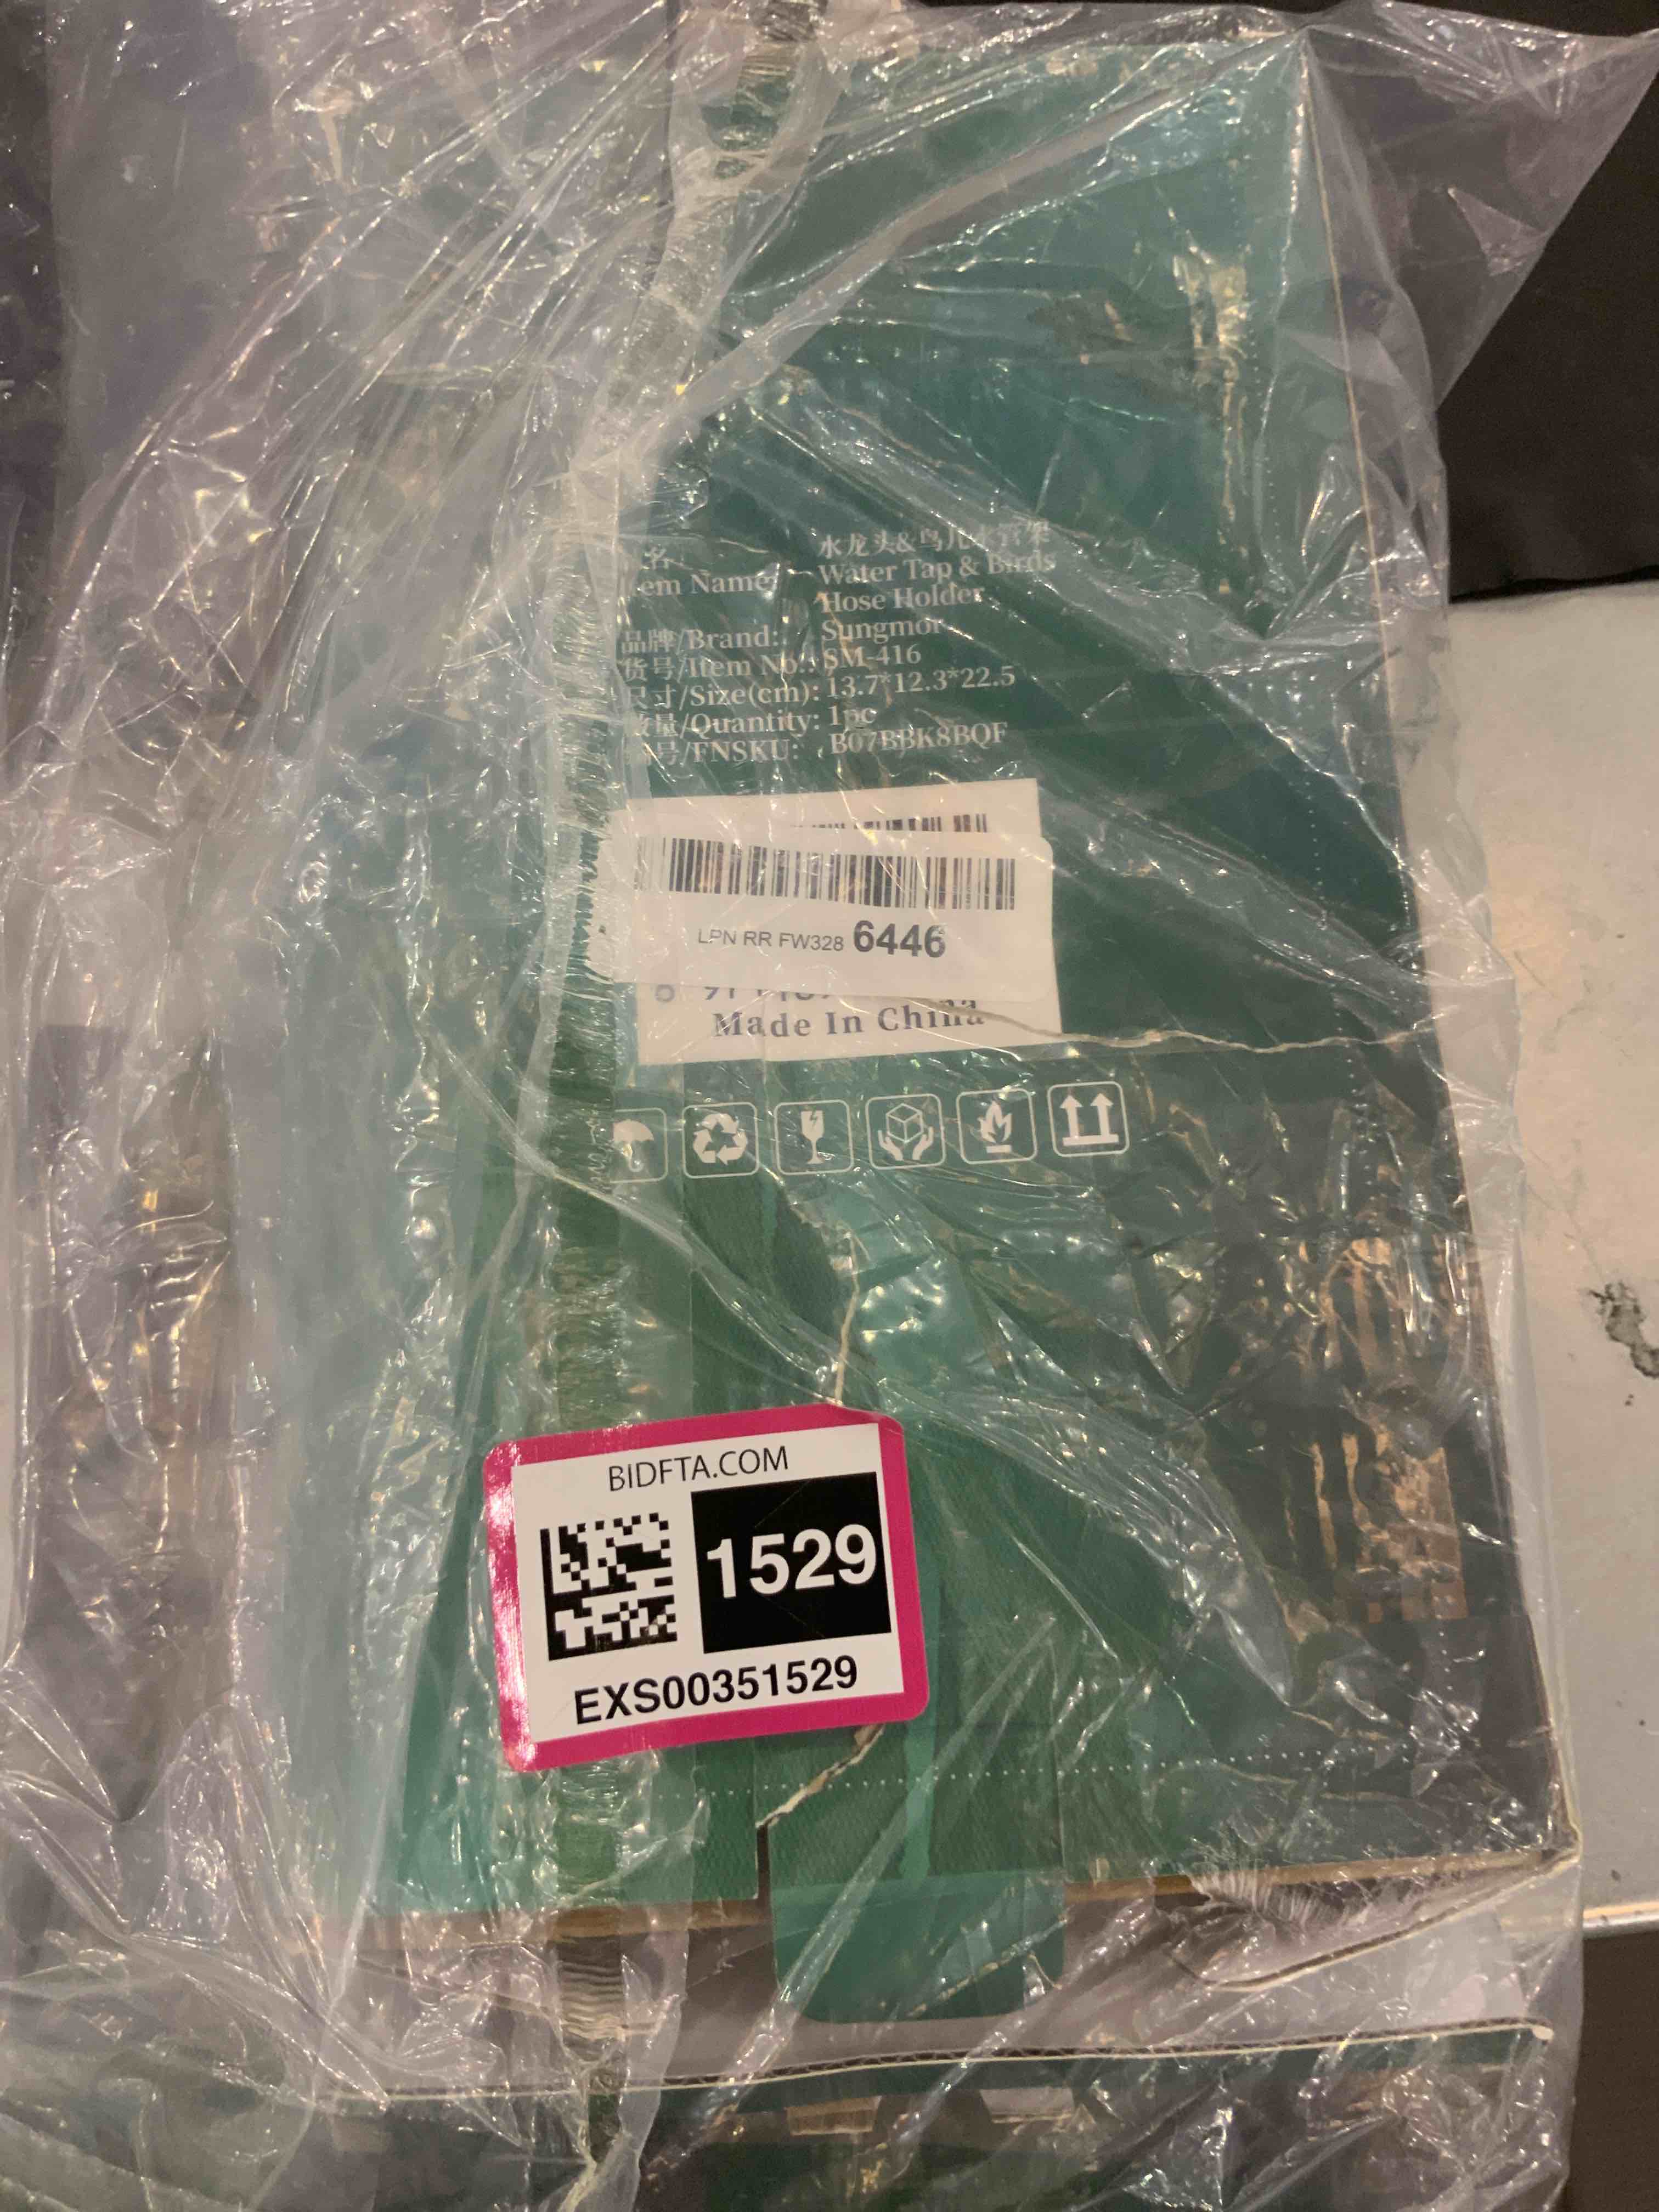 名
水龙头&鸟儿水管架
Item Name: Water Tap & Birds
Hose Holder
品牌/Brand: Sungmor
货号/Item No.: SM-416
尺寸/Size(cm): 13.7*12.3*22.5
数量/Quantity: 1pc
号/FNSKU: B07BBK8BQF
LPN RR FW328 6446
Made In China
BIDFTA.COM
1529
EXS00351529